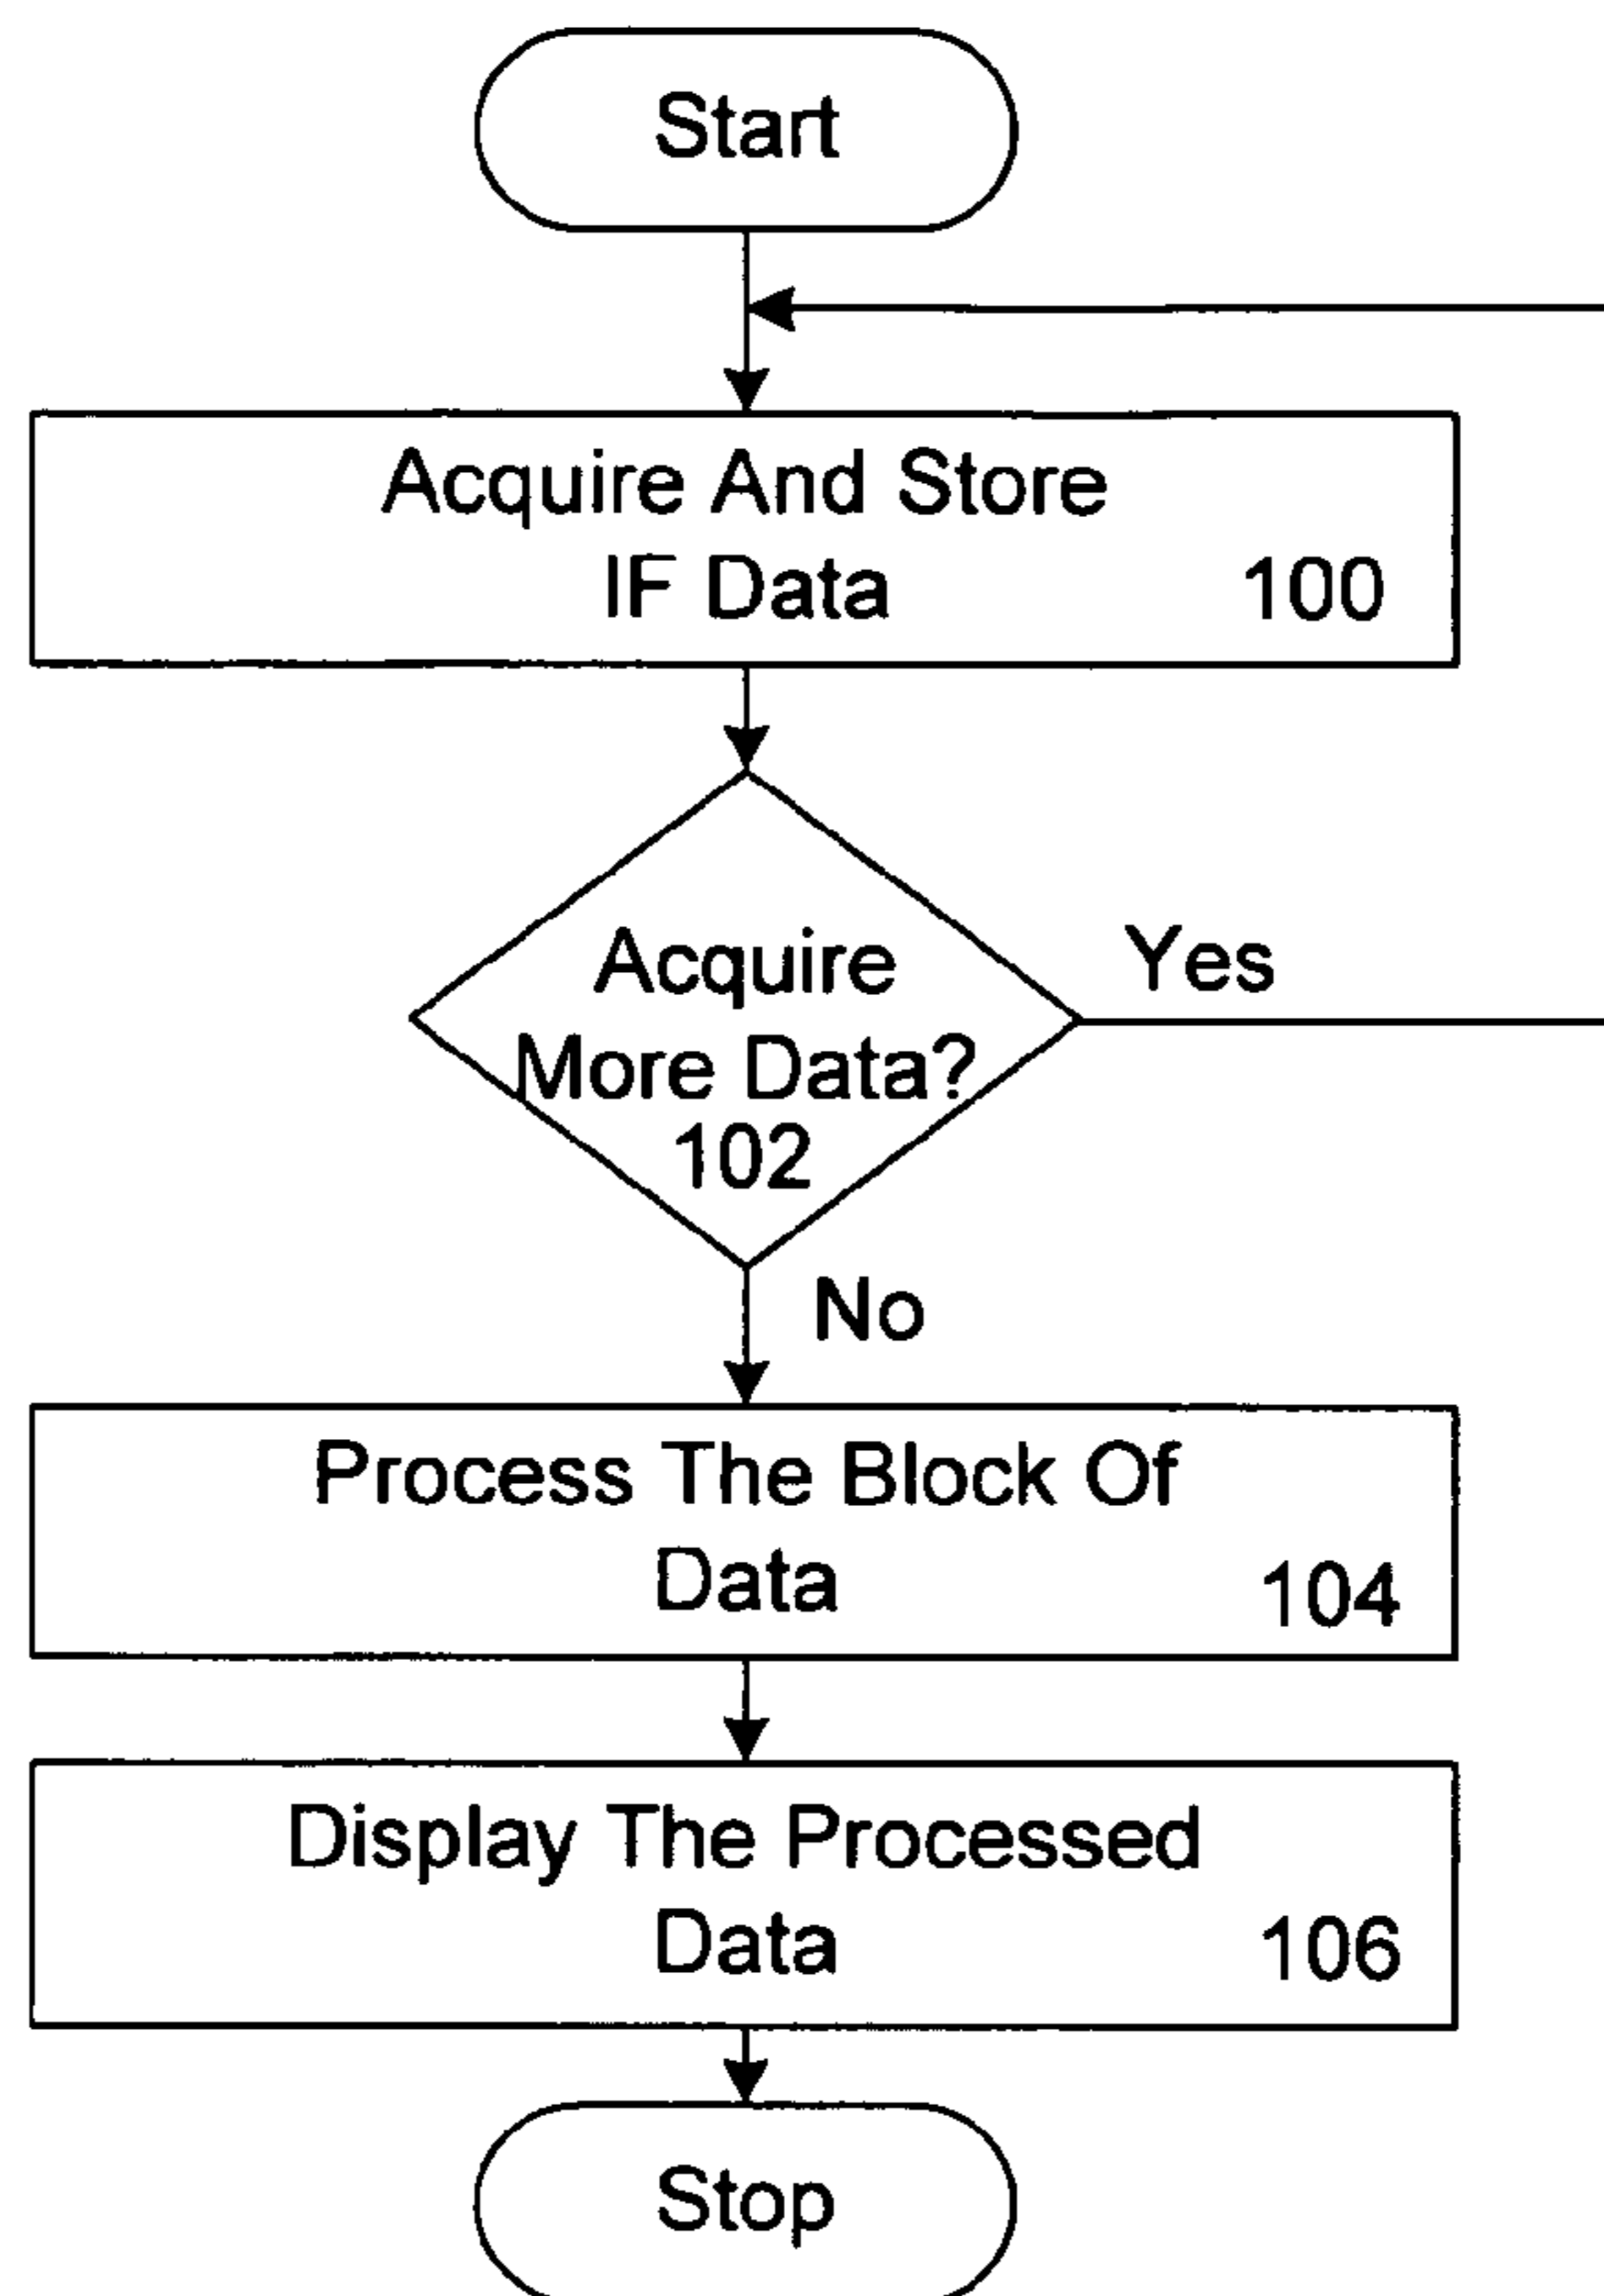 Start
Acquire And Store
IF Data 100
Acquire
More Data?
102
Yes
No
Process The Block Of
Data 104
Display The Processed
Data 106
Stop